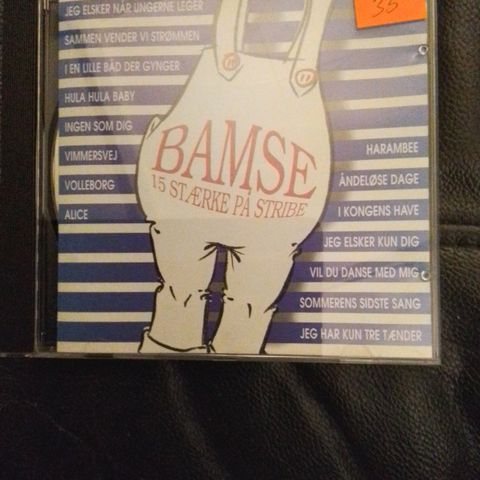 JEG ELSKER NÅR UNGERNE LEGER
SAMMEN VENDER VI STRØMMEN
I EN LILLE BÅD DER GYNGER
HULA HULA BABY
INGEN SOM DIG
VIMMERSVEJ
VOLLEBORG
ALICE
BAMSE
15 STÆRKE PÅ STRIBE
HARAMBEE
ÅNDELØSE DAGE
I KONGENS HAVE
JEG ELSKER KUN DIG
VIL DU DANSE MED MIG
SOMMERENS SIDSTE SANG
JEG HAR KUN TRE TÆNDER
35